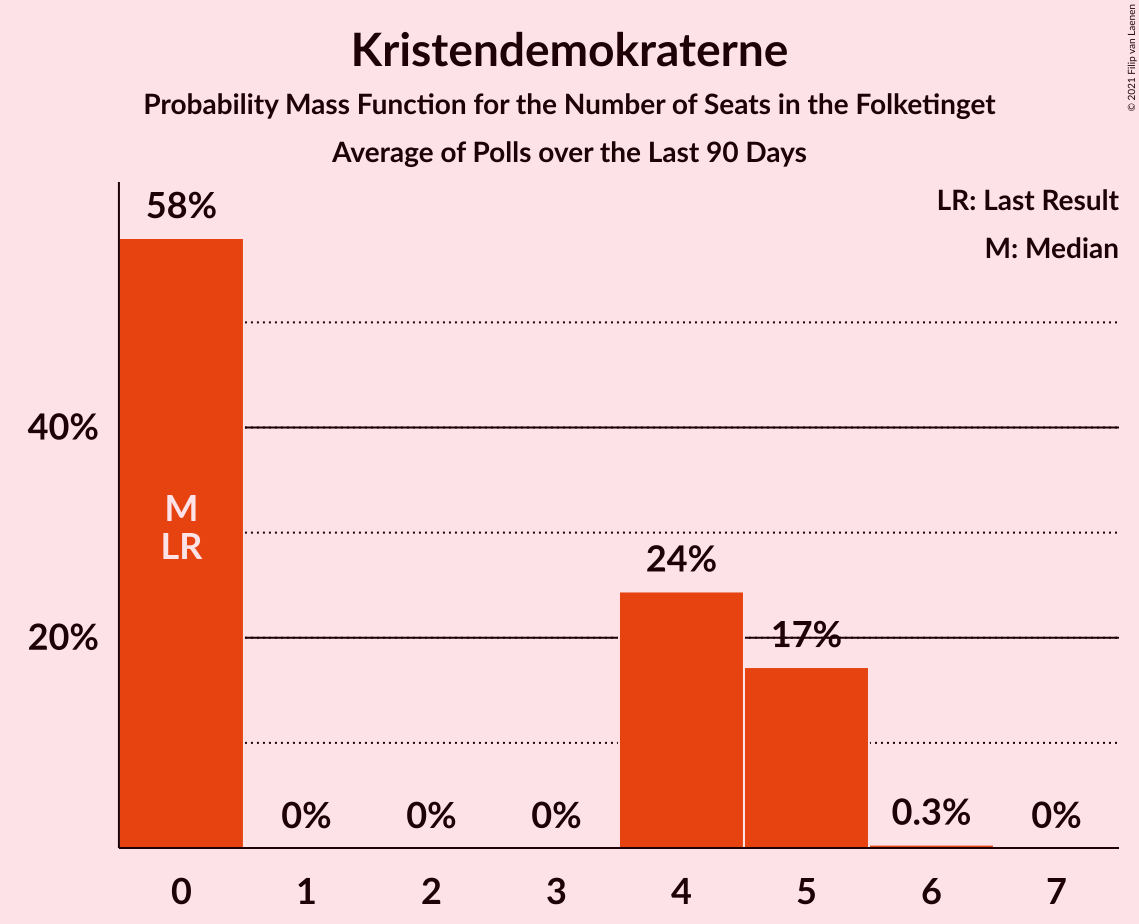 Kristendemokraterne
Probability Mass Function for the Number of Seats in the Folketinget
Average of Polls over the Last 90 Days
© 2021 Filip van Laenen
LR: Last Result
M: Median
58%
40%
M
LR
24%
20%
17%
0%
0%
0%
0.3%
0%
0
1
2
3
4
5
6
7